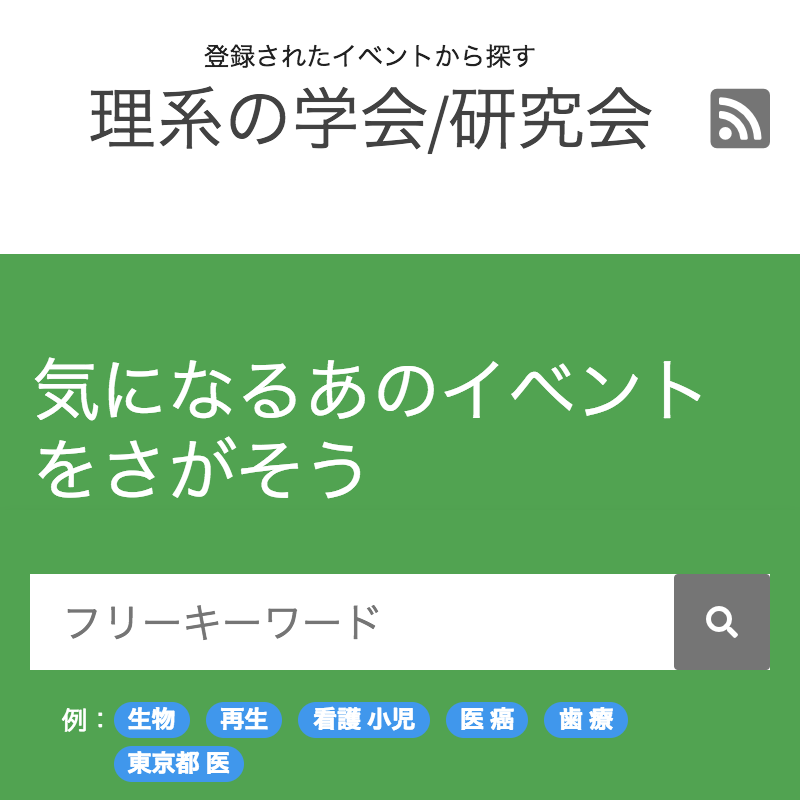 登録されたイベントから探す
理系の学会/研究会
気になるあのイベント
をさがそう
フリーキーワード
例： 生物 再生 看護 小児 医 癌 歯 療
東京都 医